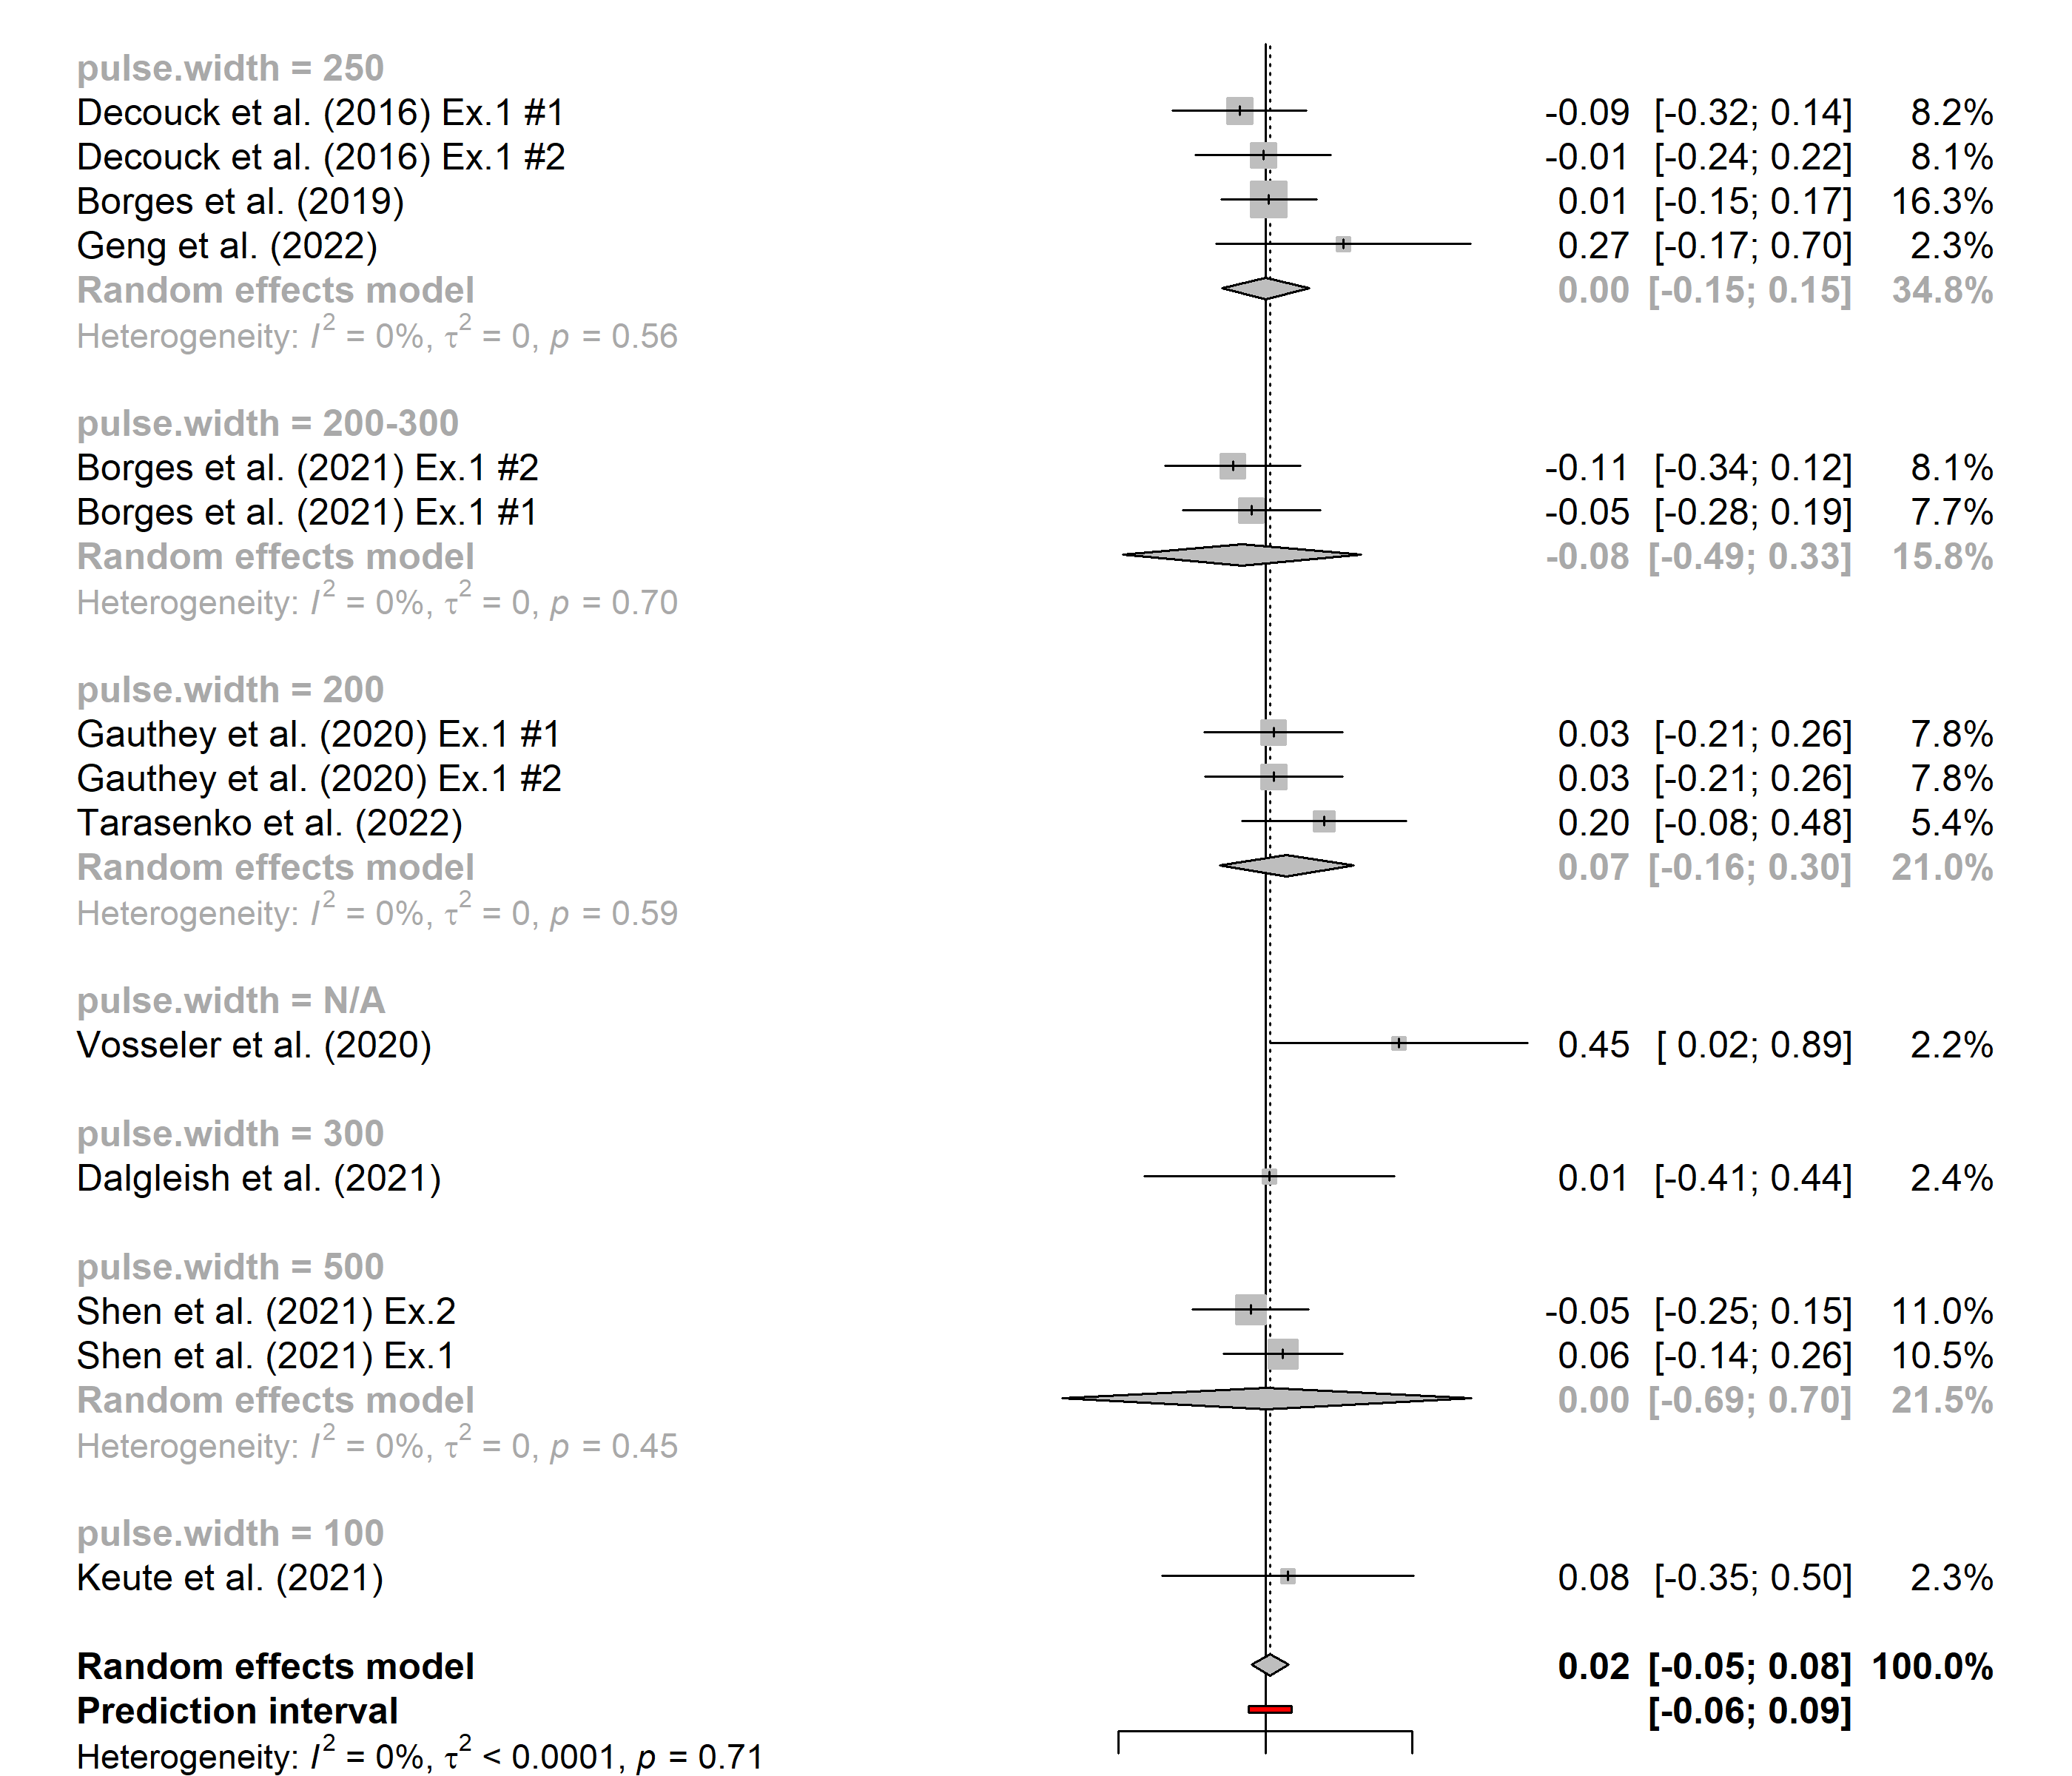 pulse.width = 250
Decouck et al. (2016) Ex.1 #1 -0.09 [-0.32; 0.14] 8.2%
Decouck et al. (2016) Ex.1 #2 -0.01 [-0.24; 0.22] 8.1%
Borges et al. (2019) 0.01 [-0.15; 0.17] 16.3%
Geng et al. (2022) 0.27 [-0.17; 0.70] 2.3%
Random effects model 0.00 [-0.15; 0.15] 34.8%
Heterogeneity: I² = 0%, τ² = 0, p = 0.56
pulse.width = 200-300
Borges et al. (2021) Ex.1 #2 -0.11 [-0.34; 0.12] 8.1%
Borges et al. (2021) Ex.1 #1 -0.05 [-0.28; 0.19] 7.7%
Random effects model -0.08 [-0.49; 0.33] 15.8%
Heterogeneity: I² = 0%, τ² = 0, p = 0.70
pulse.width = 200
Gauthey et al. (2020) Ex.1 #1 0.03 [-0.21; 0.26] 7.8%
Gauthey et al. (2020) Ex.1 #2 0.03 [-0.21; 0.26] 7.8%
Tarasenko et al. (2022) 0.20 [-0.08; 0.48] 5.4%
Random effects model 0.07 [-0.16; 0.30] 21.0%
Heterogeneity: I² = 0%, τ² = 0, p = 0.59
pulse.width = N/A
Vosseler et al. (2020) 0.45 [ 0.02; 0.89] 2.2%
pulse.width = 300
Dalgleish et al. (2021) 0.01 [-0.41; 0.44] 2.4%
pulse.width = 500
Shen et al. (2021) Ex.2 -0.05 [-0.25; 0.15] 11.0%
Shen et al. (2021) Ex.1 0.06 [-0.14; 0.26] 10.5%
Random effects model 0.00 [-0.69; 0.70] 21.5%
Heterogeneity: I² = 0%, τ² = 0, p = 0.45
pulse.width = 100
Keute et al. (2021) 0.08 [-0.35; 0.50] 2.3%
Random effects model 0.02 [-0.05; 0.08] 100.0%
Prediction interval [-0.06; 0.09]
Heterogeneity: I² = 0%, τ² < 0.0001, p = 0.71